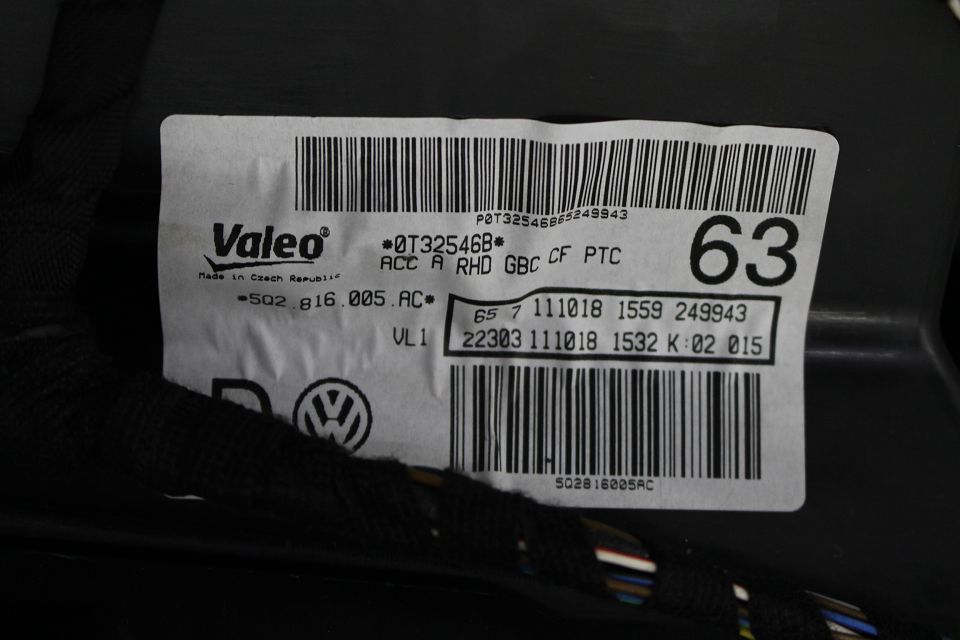 P0T32546B65249943
Valeo®
Made in Czech Republic
*0T32546B*
63
ACC A RHD GBC CF PTC
*5Q2.816.005.AC*
65 7 111018 1559 249943
VL1
22303 111018 1532 K:02 015
VW
5Q2816005AC